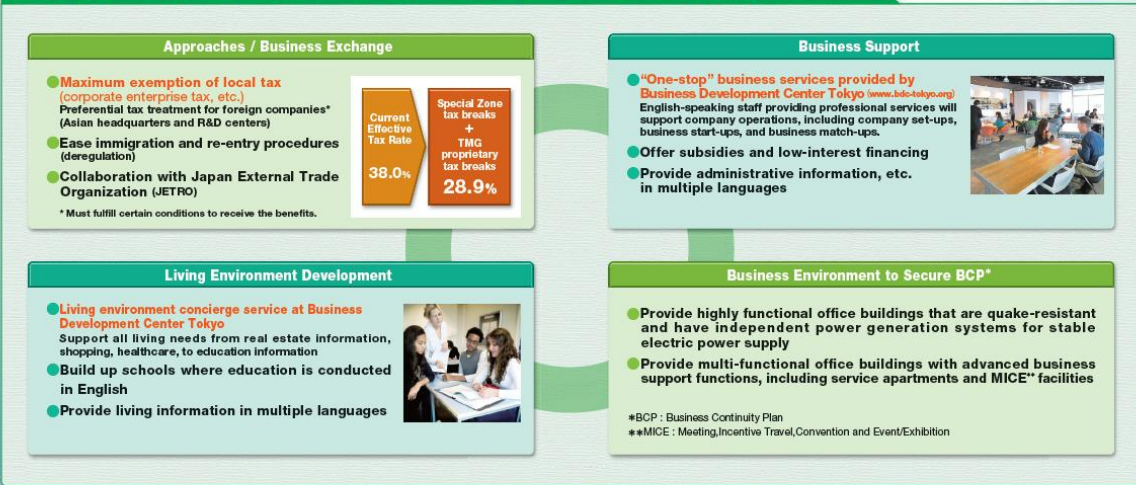 Approaches / Business Exchange
●Maximum exemption of local tax
(corporate enterprise tax, etc.)
Preferential tax treatment for foreign companies*
(Asian headquarters and R&D centers)
●Ease immigration and re-entry procedures
(deregulation)
●Collaboration with Japan External Trade
Organization (JETRO)
* Must fulfill certain conditions to receive the benefits.
Current
Effective
Tax Rate
38.0%
Special Zone
tax breaks
+
TMG
proprietary
tax breaks
28.9%
Business Support
●"One-stop" business services provided by
Business Development Center Tokyo (www.bdc-tokyo.org)
English-speaking staff providing professional services will
support company operations, including company set-ups,
business start-ups, and business match-ups.
●Offer subsidies and low-interest financing
●Provide administrative information, etc.
in multiple languages
Living Environment Development
●Living environment concierge service at Business
Development Center Tokyo
Support all living needs from real estate information,
shopping, healthcare, to education information
●Build up schools where education is conducted
in English
●Provide living information in multiple languages
Business Environment to Secure BCP*
●Provide highly functional office buildings that are quake-resistant
and have independent power generation systems for stable
electric power supply
●Provide multi-functional office buildings with advanced business
support functions, including service apartments and MICE** facilities
*BCP : Business Continuity Plan
**MICE : Meeting,Incentive Travel,Convention and Event/Exhibition